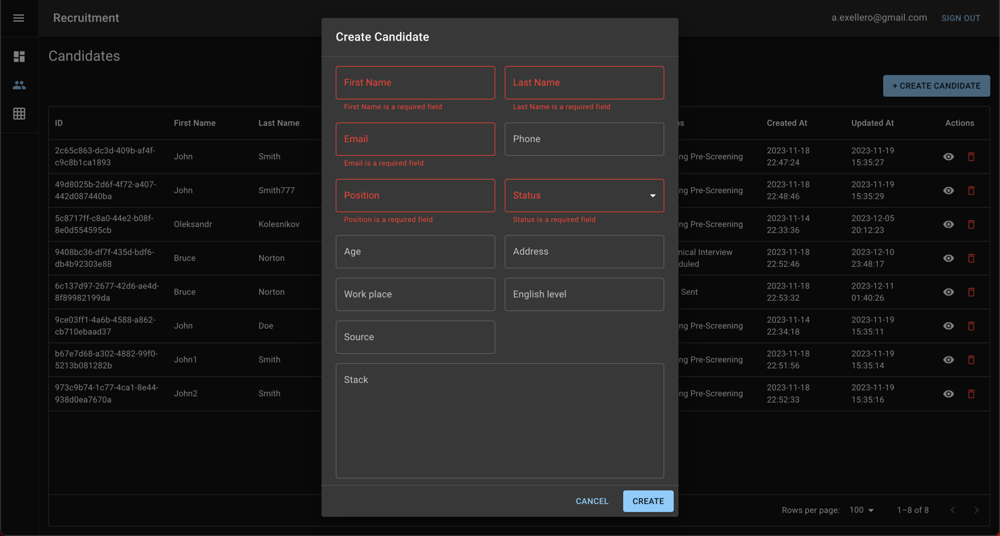 Recruitment
a.exellero@gmail.com SIGN OUT
Candidates
+ CREATE CANDIDATE
Create Candidate
First Name Last Name
First Name is a required field Last Name is a required field
Email Phone
Email is a required field
Position Status
Position is a required field Status is a required field
Age Address
Work place English level
Source
Stack
CANCEL CREATE
ID First Name Last Name us Created At Updated At Actions
2c65c863-dc3d-409b-af4f- 2023-11-18 2023-11-19
c9c8b1ca1893 John Smith ng Pre-Screening 22:47:24 15:35:27
49d8025b-2d6f-4f72-a407- 2023-11-18 2023-11-19
442d087440ba John Smith777 ng Pre-Screening 22:48:46 15:35:29
5c8717ff-c8a0-44e2-b08f- 2023-11-14 2023-12-05
8e0d554595cb Oleksandr Kolesnikov ng Pre-Screening 22:33:36 20:12:23
9408bc36-df7f-435d-bdf6- nical Interview 2023-11-18 2023-12-10
db4b92303e88 Bruce Norton duled 22:52:46 23:48:17
6c137d97-2677-42d6-ae4d- 2023-11-18 2023-12-11
8f89982199da Bruce Norton Sent 22:53:32 01:40:26
9ce03ff1-4a6b-4588-a862- 2023-11-14 2023-11-19
cb710ebaad37 John Doe ng Pre-Screening 22:34:18 15:35:11
b67e7d68-a302-4882-99f0- 2023-11-18 2023-11-19
5213b081282b John1 Smith ng Pre-Screening 22:51:56 15:35:14
973c9b74-1c77-4ca1-8e44- 2023-11-18 2023-11-19
938d0ea7670a John2 Smith ng Pre-Screening 22:52:33 15:35:16
Rows per page: 100 1–8 of 8